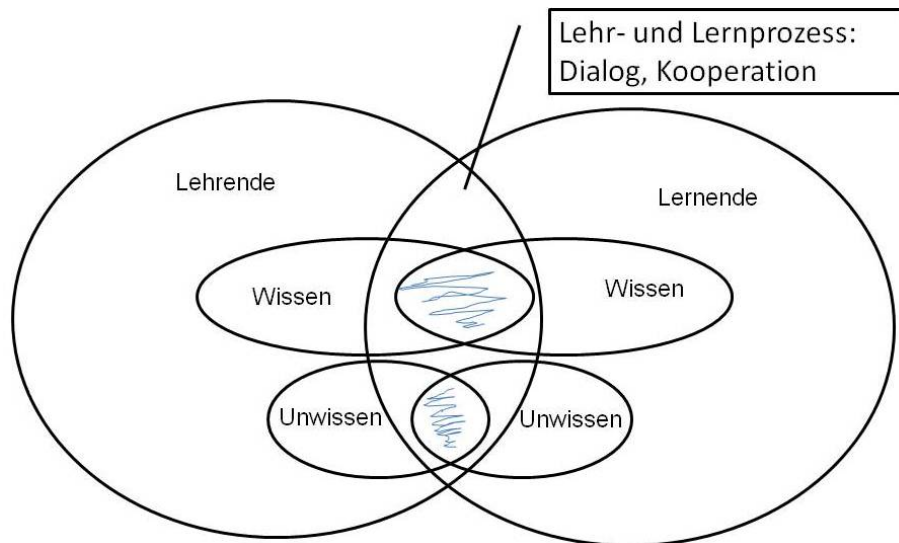 Lehr- und Lernprozess:
Dialog, Kooperation
Lehrende
Lernende
Wissen
Wissen
Unwissen
Unwissen